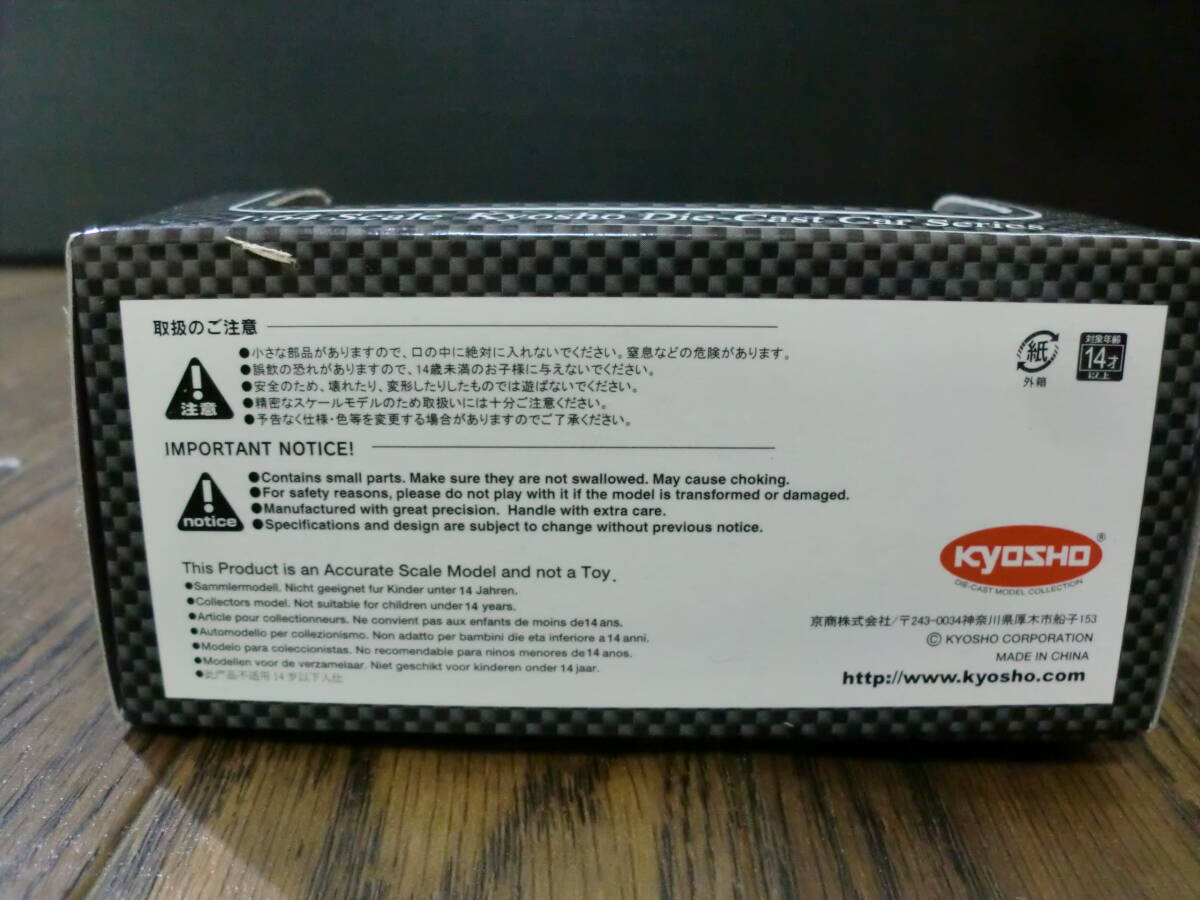 1:64 Scale Kyosho Die-Cast Car Series
取扱のご注意
注意
●小さな部品がありますので、口の中に絶対に入れないでください。窒息などの危険があります。
●誤飲の恐れがありますので、14歳未満のお子様に与えないでください。
●安全のため、壊れたり、変形したりしたものでは遊ばないでください。
●精密なスケールモデルのため取扱いには十分ご注意ください。
●予告なく仕様・色等を変更する場合がありますのでご了承ください。
紙
外箱
対象年齢
14才
以上
IMPORTANT NOTICE!
notice
●Contains small parts. Make sure they are not swallowed. May cause choking.
●For safety reasons, please do not play with it if the model is transformed or damaged.
●Manufactured with great precision. Handle with extra care.
●Specifications and design are subject to change without previous notice.
This Product is an Accurate Scale Model and not a Toy.
●Sammlermodell. Nicht geeignet fur Kinder unter 14 Jahren.
●Collectors model. Not suitable for children under 14 years.
●Article pour collectionneurs. Ne convient pas aux enfants de moins de14 ans.
●Automodello per collezionismo. Non adatto per bambini die eta inferiore a 14 anni.
●Modelo para coleccionistas. No recomendable para ninos menores de 14 anos.
●Modellen voor de verzamelaar. Niet geschikt voor kinderen onder 14 jaar.
●此产品不适用 14 岁以下人仕
KYOSHO®
DIE-CAST MODEL COLLECTION
京商株式会社/〒243-0034神奈川県厚木市船子153
© KYOSHO CORPORATION
MADE IN CHINA
http://www.kyosho.com